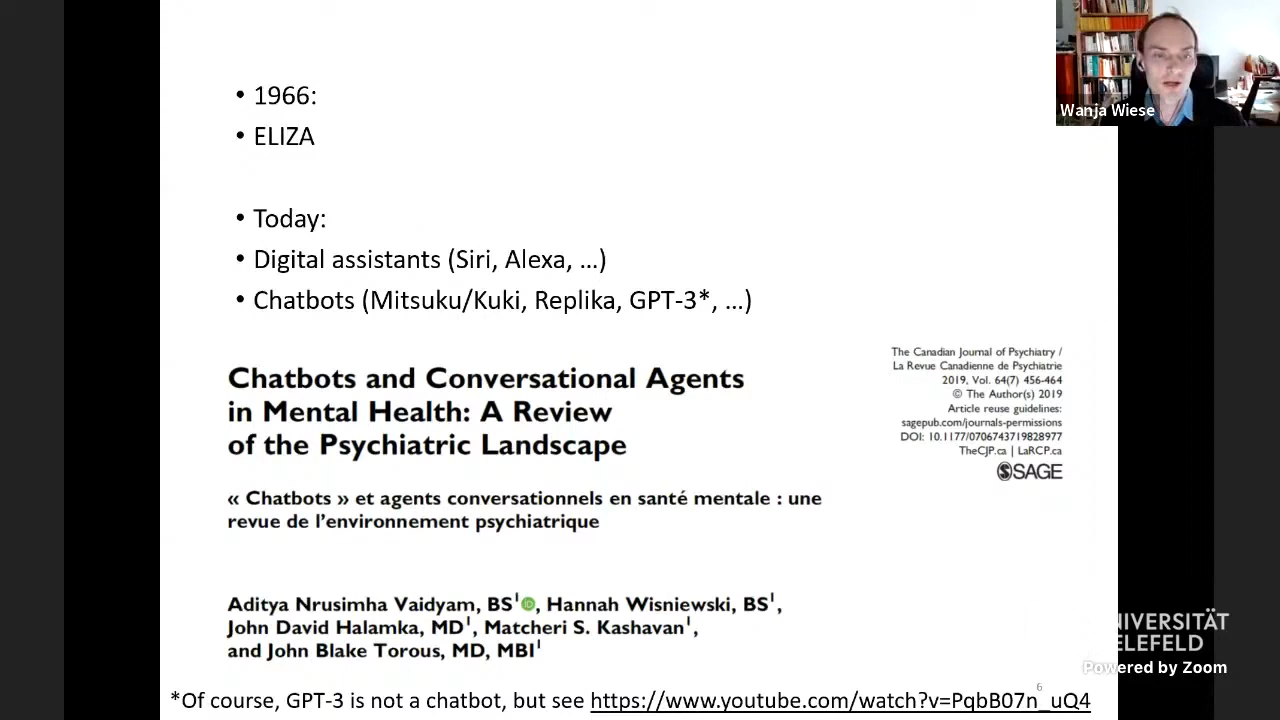 • 1966:
• ELIZA
• Today:
• Digital assistants (Siri, Alexa, …)
• Chatbots (Mitsuku/Kuki, Replika, GPT-3*, …)
Chatbots and Conversational Agents
in Mental Health: A Review
of the Psychiatric Landscape
« Chatbots » et agents conversationnels en santé mentale : une
revue de l’environnement psychiatrique
Aditya Nrusimha Vaidyam, BS¹ iD, Hannah Wisniewski, BS¹,
John David Halamka, MD¹, Matcheri S. Kashavan¹,
and John Blake Torous, MD, MBI¹
The Canadian Journal of Psychiatry /
La Revue Canadienne de Psychiatrie
2019, Vol. 64(7) 456-464
© The Author(s) 2019
Article reuse guidelines:
sagepub.com/journals-permissions
DOI: 10.1177/0706743719828977
TheCJP.ca | LaRCP.ca
SAGE
*Of course, GPT-3 is not a chatbot, but see https://www.youtube.com/watch?v=PqbB07n_uQ4
6
Wanja Wiese
NIVERSITÄT
ELEFELD
Powered by Zoom